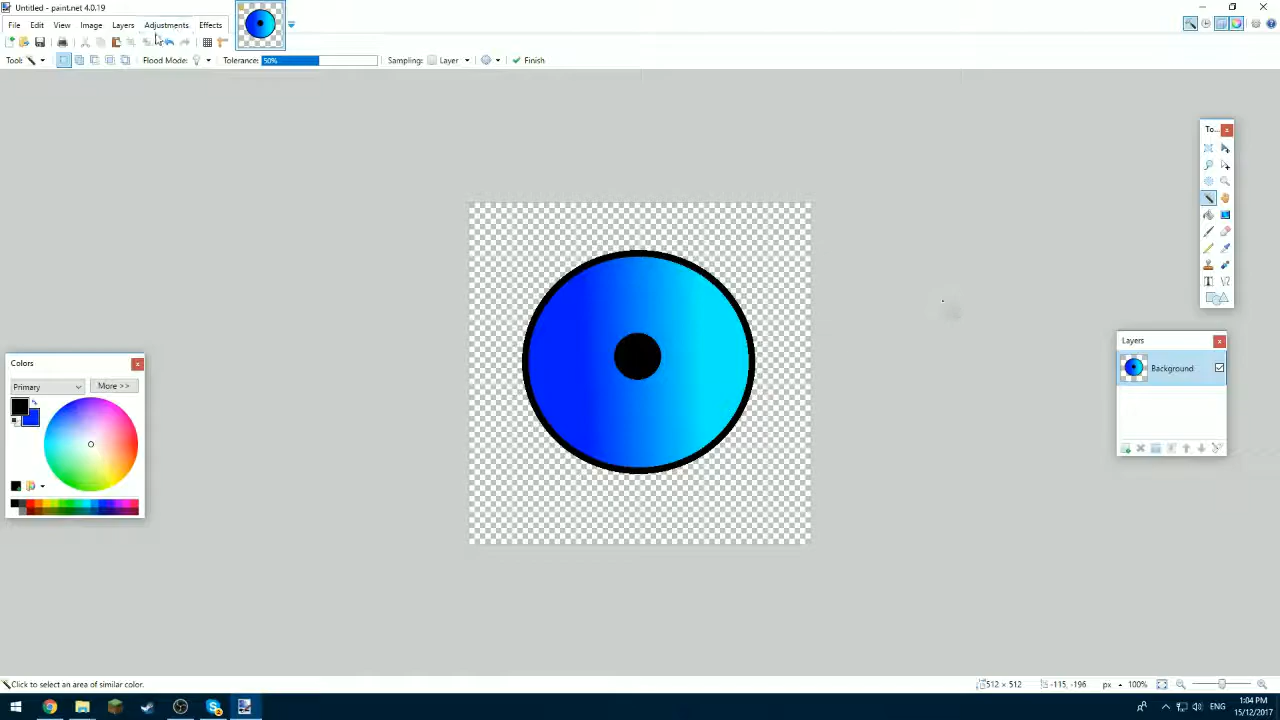 Untitled - paint.net 4.0.19
File Edit View Image Layers Adjustments Effects
Tool: Flood Mode: Tolerance: 50% Sampling: Layer Finish
To...
Layers
Background
Colors
Primary More >>
Click to select an area of similar color.
512 × 512 -115, -196 px 100%
ENG 1:04 PM
15/12/2017